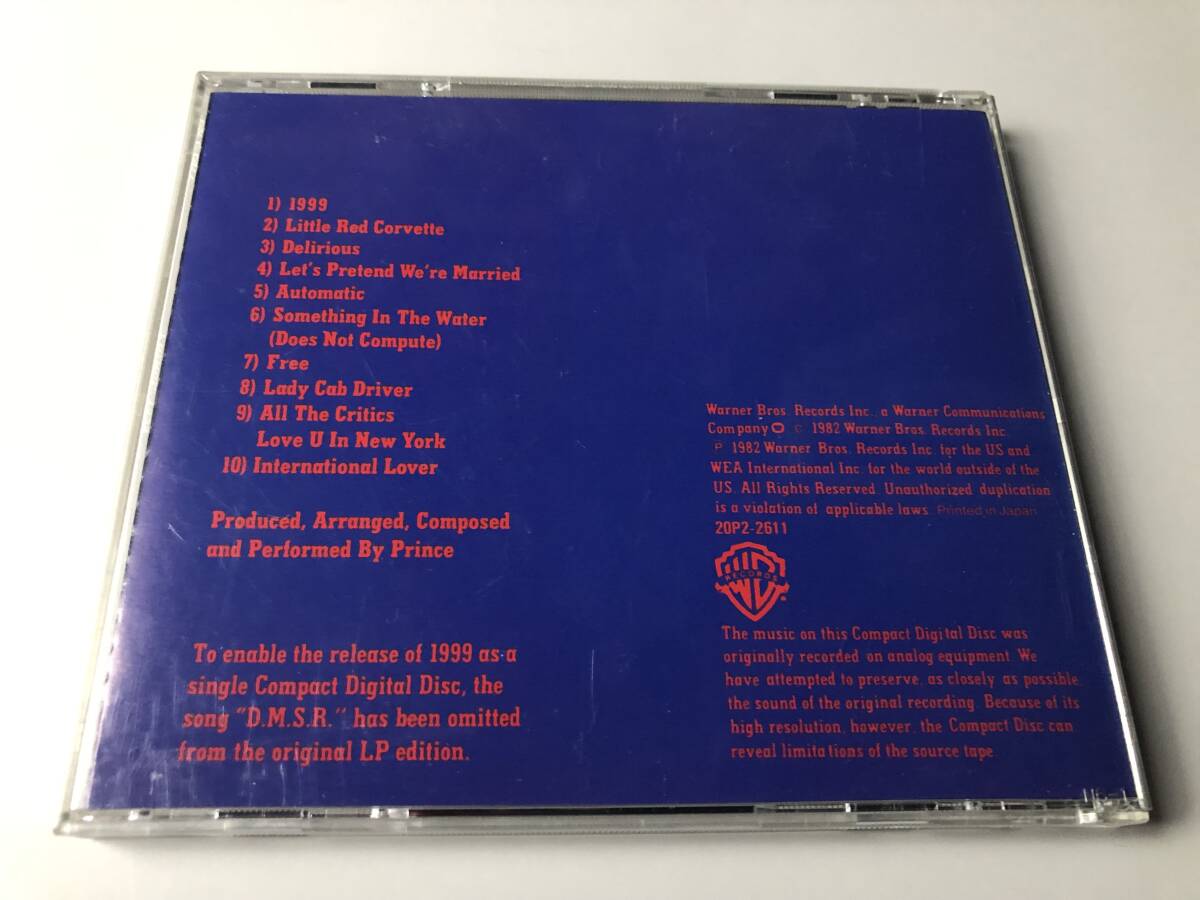 1) 1999
2) Little Red Corvette
3) Delirious
4) Let's Pretend We're Married
5) Automatic
6) Something In The Water
(Does Not Compute)
7) Free
8) Lady Cab Driver
9) All The Critics
Love U In New York
10) International Lover
Produced, Arranged, Composed
and Performed By Prince
To enable the release of 1999 as a
single Compact Digital Disc, the
song "D.M.S.R." has been omitted
from the original LP edition.
Warner Bros. Records Inc., a Warner Communications
Company © 1982 Warner Bros. Records Inc.
℗ 1982 Warner Bros. Records Inc. for the US and
WEA International Inc. for the world outside of the
US. All Rights Reserved. Unauthorized duplication
is a violation of applicable laws. Printed in Japan
20P2-2611
WB
RECORDS
The music on this Compact Digital Disc was
originally recorded on analog equipment. We
have attempted to preserve, as closely as possible,
the sound of the original recording. Because of its
high resolution, however, the Compact Disc can
reveal limitations of the source tape.